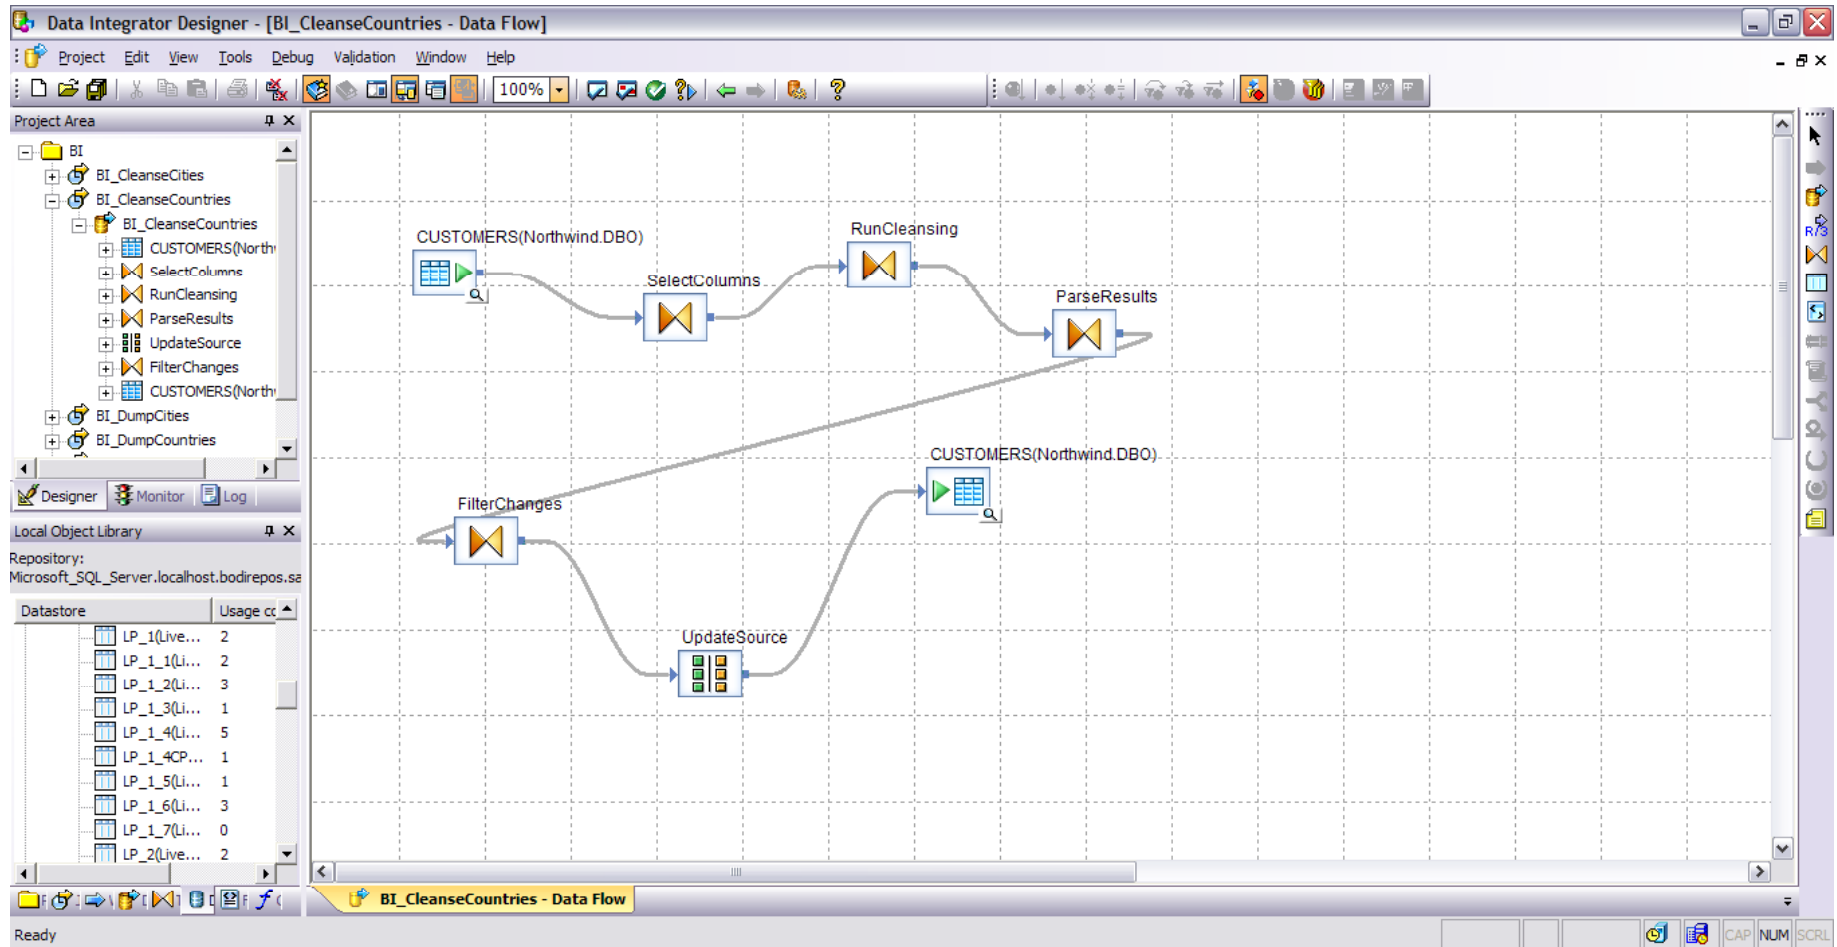 Data Integrator Designer - [BI_CleanseCountries - Data Flow]
Project Edit View Tools Debug Validation Window Help
100%
Project Area
BI
BI_CleanseCities
BI_CleanseCountries
BI_CleanseCountries
CUSTOMERS(North
SelectColumns
RunCleansing
ParseResults
UpdateSource
FilterChanges
CUSTOMERS(North
BI_DumpCities
BI_DumpCountries
Designer Monitor Log
Local Object Library
Repository:
Microsoft_SQL_Server.localhost.bodirepos.sa
Datastore Usage cc
LP_1(Live... 2
LP_1_1(Li... 2
LP_1_2(Li... 3
LP_1_3(Li... 1
LP_1_4(Li... 5
LP_1_4CP... 1
LP_1_5(Li... 1
LP_1_6(Li... 3
LP_1_7(Li... 0
LP_2(Live... 2
CUSTOMERS(Northwind.DBO)
SelectColumns
RunCleansing
ParseResults
FilterChanges
UpdateSource
CUSTOMERS(Northwind.DBO)
R/3
BI_CleanseCountries - Data Flow
Ready
CAP NUM SCRL